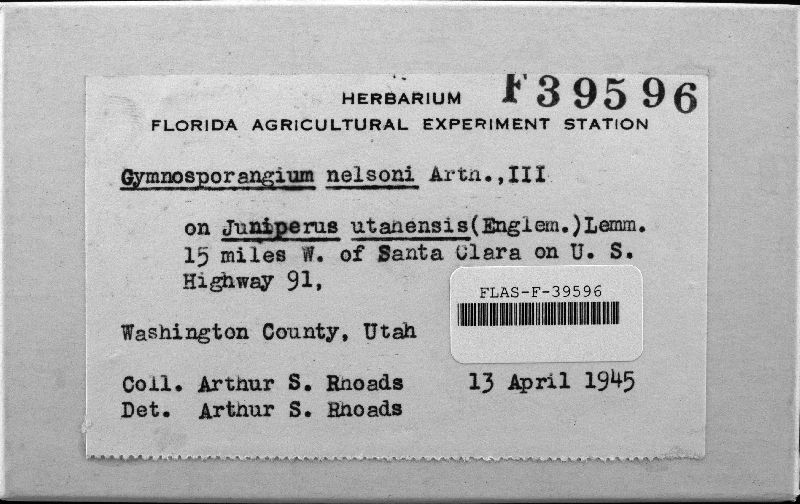 HERBARIUM F39596
FLORIDA AGRICULTURAL EXPERIMENT STATION
Gymnosporangium nelsoni Arth.,III
on Juniperus utahensis(Englem.)Lemm.
15 miles W. of Santa Clara on U. S.
Highway 91,
FLAS-F-39596
Washington County, Utah
Coll. Arthur S. Rhoads 13 April 1945
Det. Arthur S. Rhoads